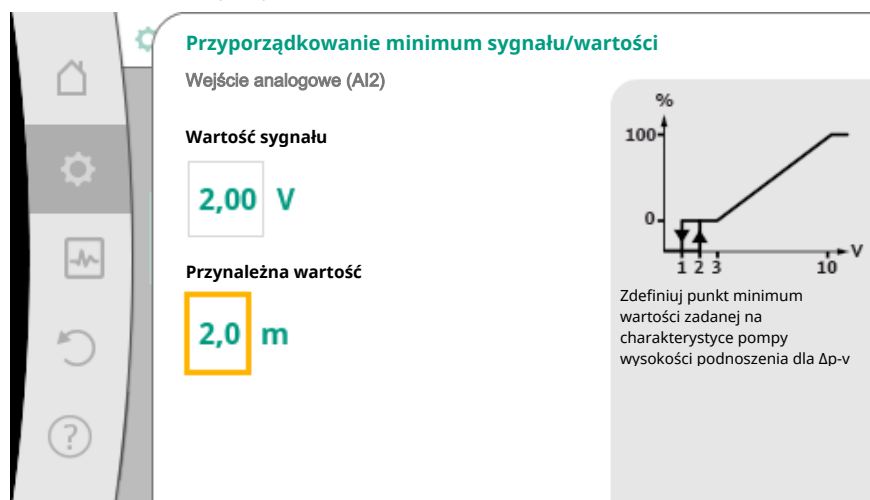 Przyporządkowanie minimum sygnału/wartości
Wejście analogowe (AI2)
Wartość sygnału
2,00 V
Przynależna wartość
2,0 m
%
100
0
1 2 3 10 V
Zdefiniuj punkt minimum
wartości zadanej na
charakterystyce pompy
wysokości podnoszenia dla Δp-v
?